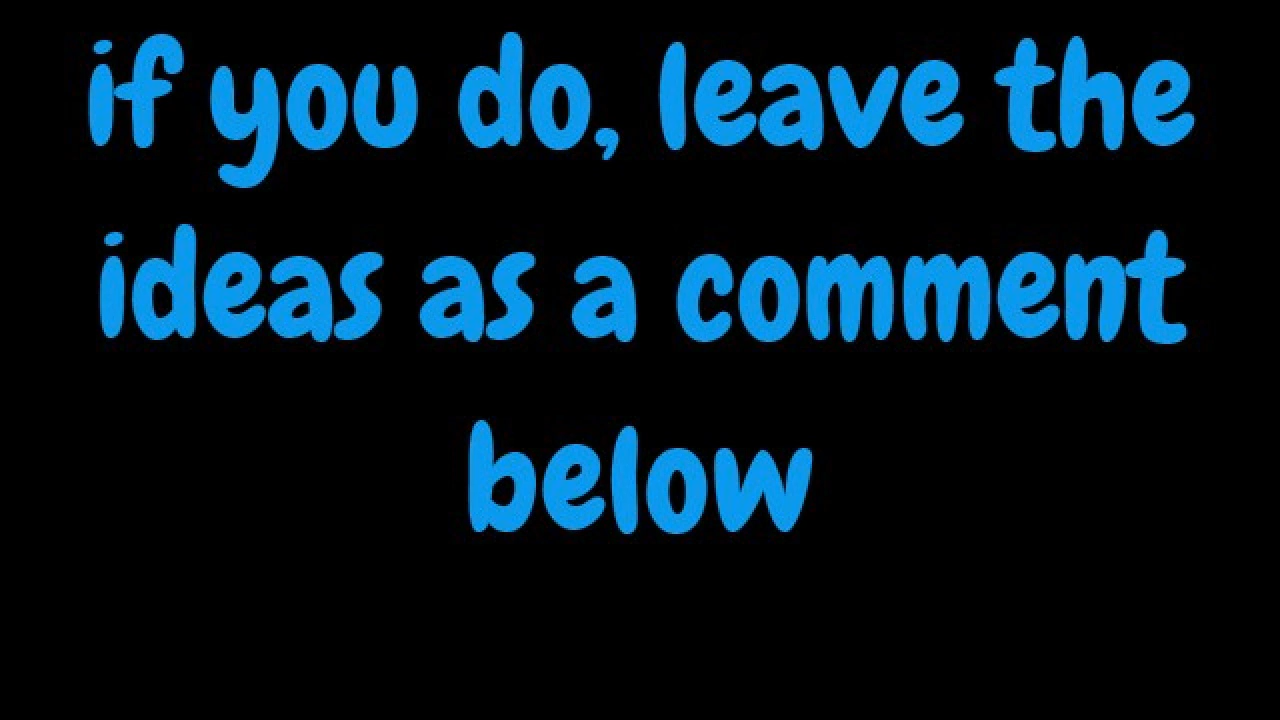 if you do, leave the
ideas as a comment
below